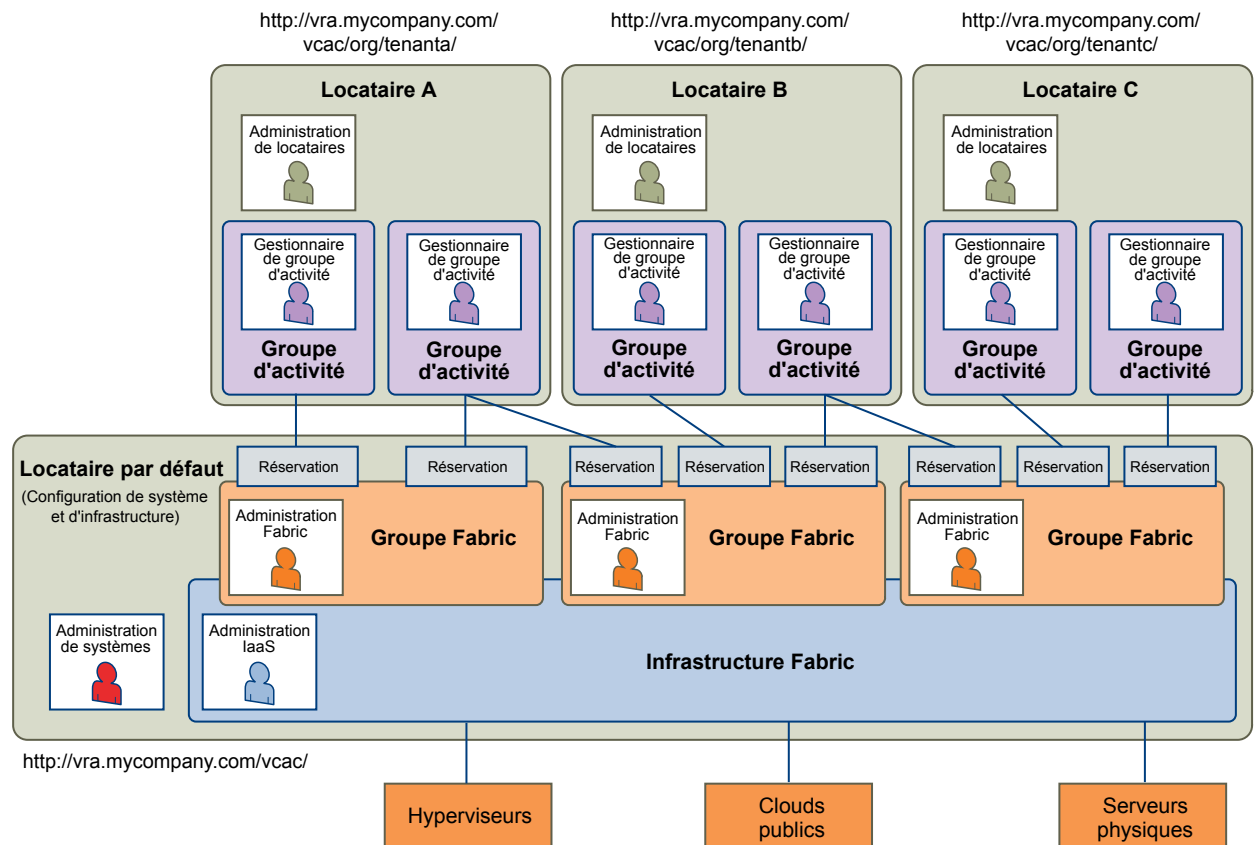 http://vra.mycompany.com/
vcac/org/tenanta/
http://vra.mycompany.com/
vcac/org/tenantb/
http://vra.mycompany.com/
vcac/org/tenantc/
Locataire A
Locataire B
Locataire C
Administration
de locataires
Administration
de locataires
Administration
de locataires
Gestionnaire
de groupe
d'activité
Groupe
d'activité
Gestionnaire
de groupe
d'activité
Groupe
d'activité
Gestionnaire
de groupe
d'activité
Groupe
d'activité
Gestionnaire
de groupe
d'activité
Groupe
d'activité
Gestionnaire
de groupe
d'activité
Groupe
d'activité
Gestionnaire
de groupe
d'activité
Groupe
d'activité
Locataire par défaut
(Configuration de système
et d'infrastructure)
Réservation
Réservation
Réservation
Réservation
Réservation
Réservation
Réservation
Réservation
Administration
Fabric
Groupe Fabric
Administration
Fabric
Groupe Fabric
Administration
Fabric
Groupe Fabric
Administration
de systèmes
Administration
IaaS
Infrastructure Fabric
http://vra.mycompany.com/vcac/
Hyperviseurs
Clouds
publics
Serveurs
physiques